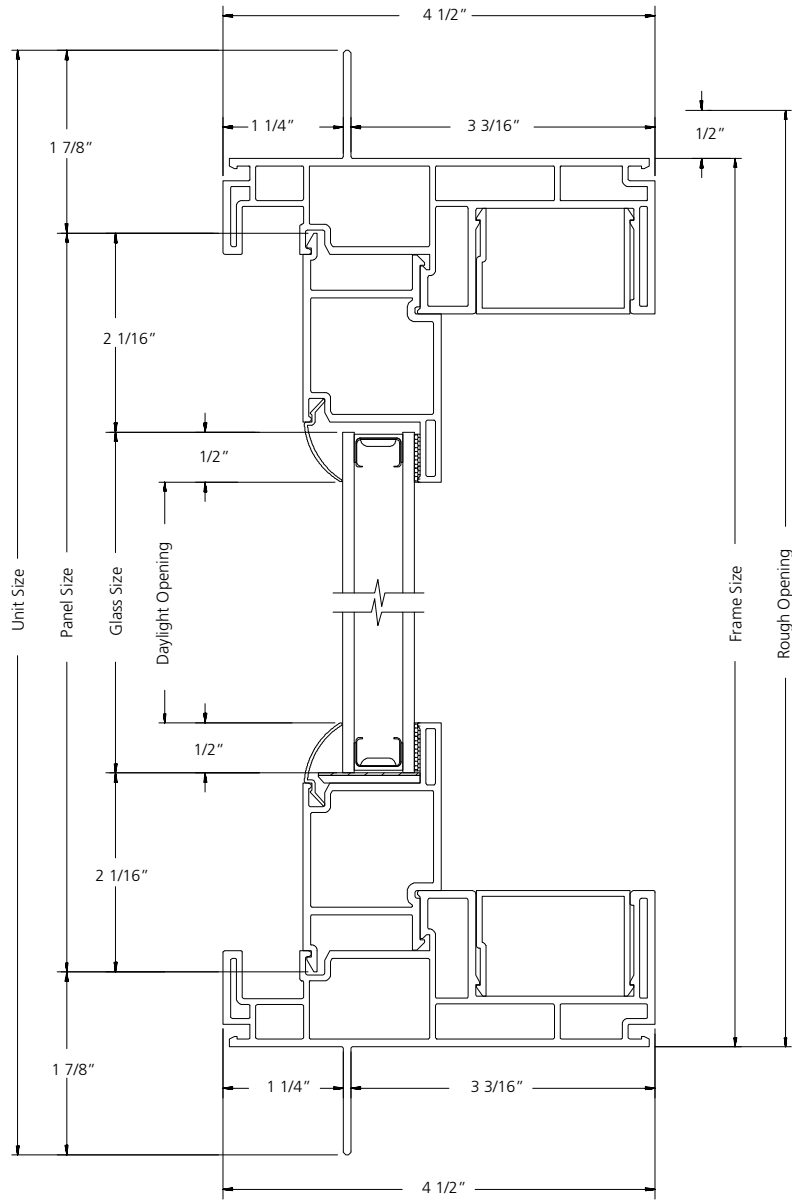 4 1/2”
1 1/4”
3 3/16”
1/2”
1 7/8”
2 1/16”
1/2”
Unit Size
Panel Size
Glass Size
Daylight Opening
Frame Size
Rough Opening
1/2”
2 1/16”
1 7/8”
1 1/4”
3 3/16”
4 1/2”